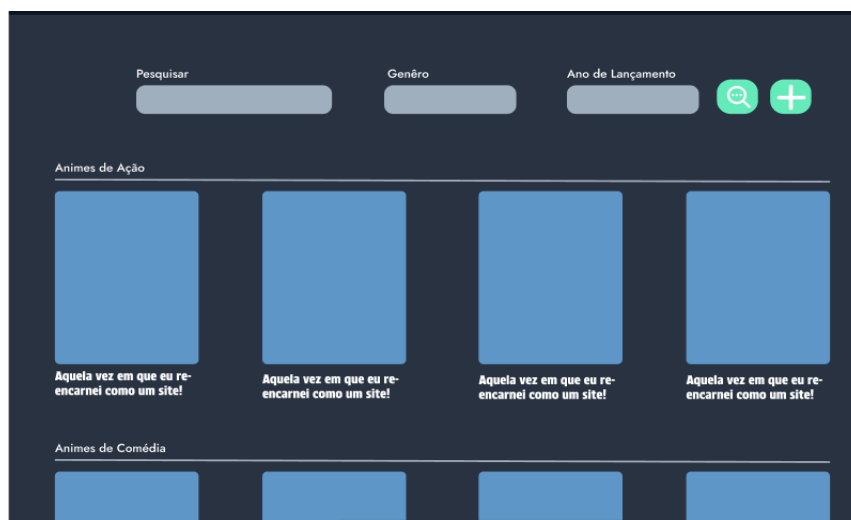 Pesquisar
Genêro
Ano de Lançamento
Animes de Ação
Aquela vez em que eu re-
encarnei como um site!
Aquela vez em que eu re-
encarnei como um site!
Aquela vez em que eu re-
encarnei como um site!
Aquela vez em que eu re-
encarnei como um site!
Animes de Comédia